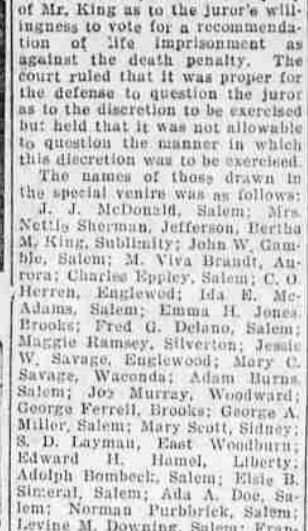 of Mr. King as to the juror's will-
ingness to vote for a recommenda-
tion of life imprisonment as
against the death penalty. The
court ruled that it was proper for
the defense to question the juror
as to the discretion to be exercised
but held that it was not allowable
to question the manner in which
this discretion was to be exercised.
The names of those drawn in
the special venire was as follows:
J. J. McDonald, Salem; Mrs.
Nettie Sherman, Jefferson, Bertha
M. King, Sublimity; John W. Gam-
ble, Salem; M. Viva Brandt, Au-
rora; Charles Eppley, Salem; C. O.
Herren, Englewod; Ida E. Mc-
Adams, Salem; Emma H. Jones,
Brooks; Fred G. Delano, Salem;
Maggie Ramsey, Silverton; Jessie
W. Savage, Englewood; Mary C.
Savage, Waconda; Adam Burns,
Salem; Joe Murray, Woodward;
George Ferrell, Brooks; George A.
Miller, Salem; Mary Scott, Sidney;
S. D. Layman, East Woodburn;
Edward H. Hamel, Liberty;
Adolph Bombeck, Salem; Elsie B.
Simeral, Salem; Ada A. Doe, Sa-
lem; Norman Purbbrick, Salem;
Levine M. Downing, Salem;